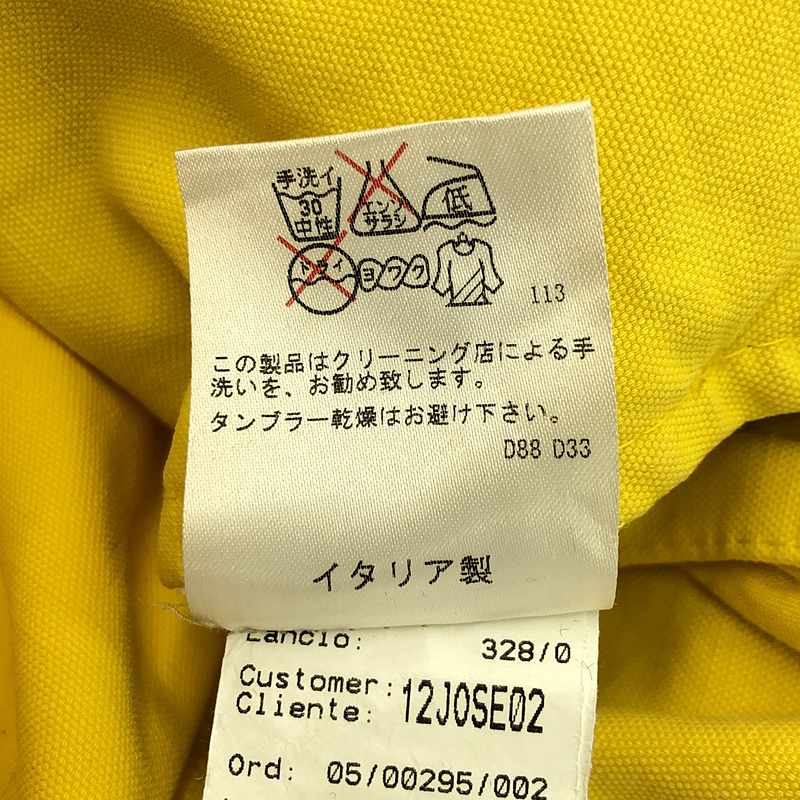 手洗イ
30
中性
エンソ
サラシ
低
ドライ
ヨワク
113
この製品はクリーニング店による手
洗いを、お勧め致します。
タンブラー乾燥はお避け下さい。
D88 D33
イタリア製
Lancio: 328/0
Customer: 12JOSE02
Cliente:
Ord: 05/00295/002